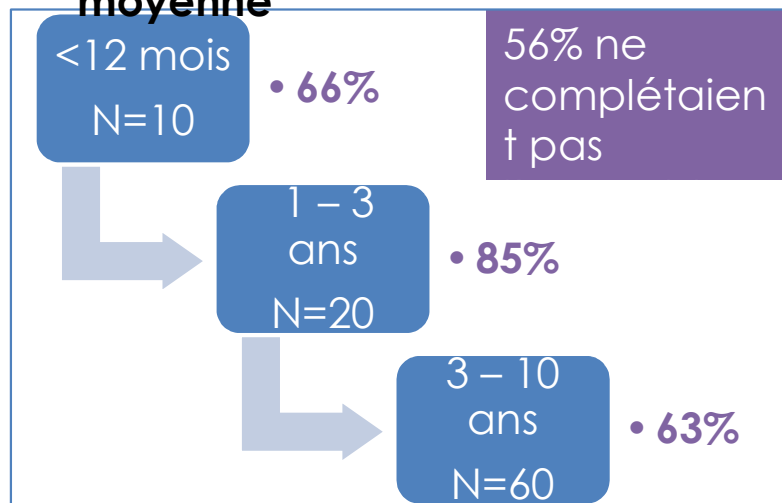 moyenne
<12 mois
N=10
• 66%
56% ne
complétaien
t pas
1 – 3
ans
N=20
• 85%
3 – 10
ans
N=60
• 63%